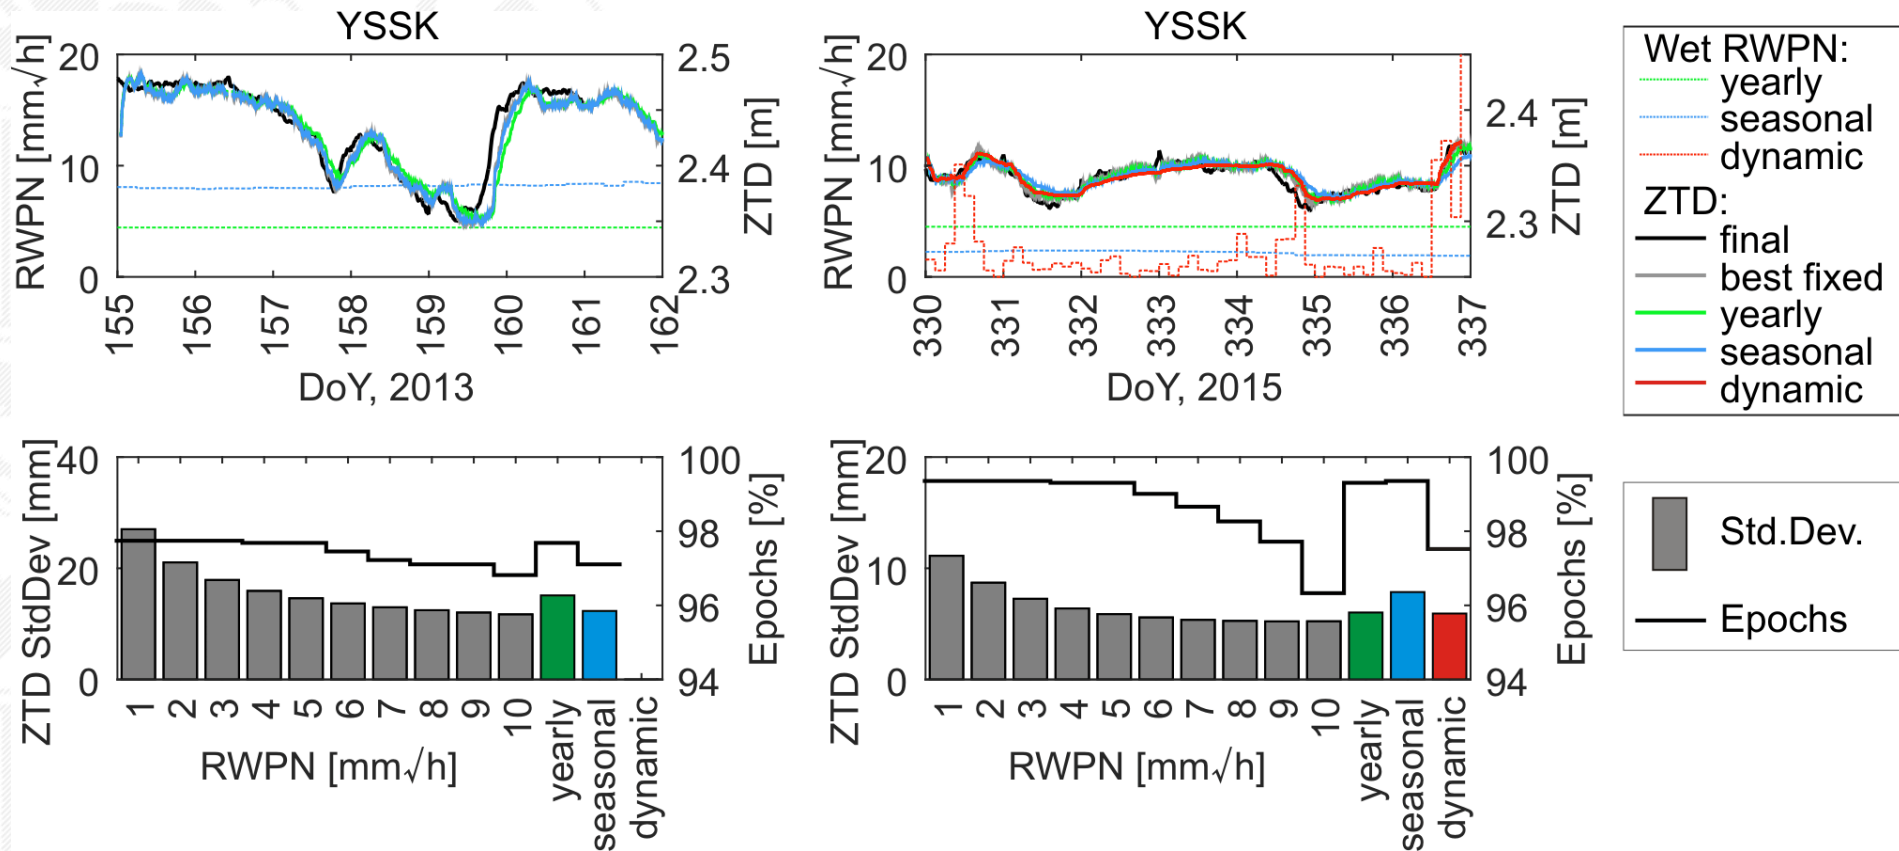 YSSK
RWPN [mm√/h]
20
10
0
2.5
2.4
2.3
ZTD [m]
155 156 157 158 159 160 161 162
DoY, 2013
YSSK
RWPN [mm√/h]
20
10
0
2.4
2.3
ZTD [m]
330 331 332 333 334 335 336 337
DoY, 2015
Wet RWPN:
yearly
seasonal
dynamic
ZTD:
final
best fixed
yearly
seasonal
dynamic
ZTD StdDev [mm]
40
20
0
100
98
96
94
Epochs [%]
1 2 3 4 5 6 7 8 9 10 yearly seasonal dynamic
RWPN [mm√/h]
ZTD StdDev [mm]
20
10
0
100
98
96
94
Epochs [%]
1 2 3 4 5 6 7 8 9 10 yearly seasonal dynamic
RWPN [mm√/h]
Std.Dev.
Epochs